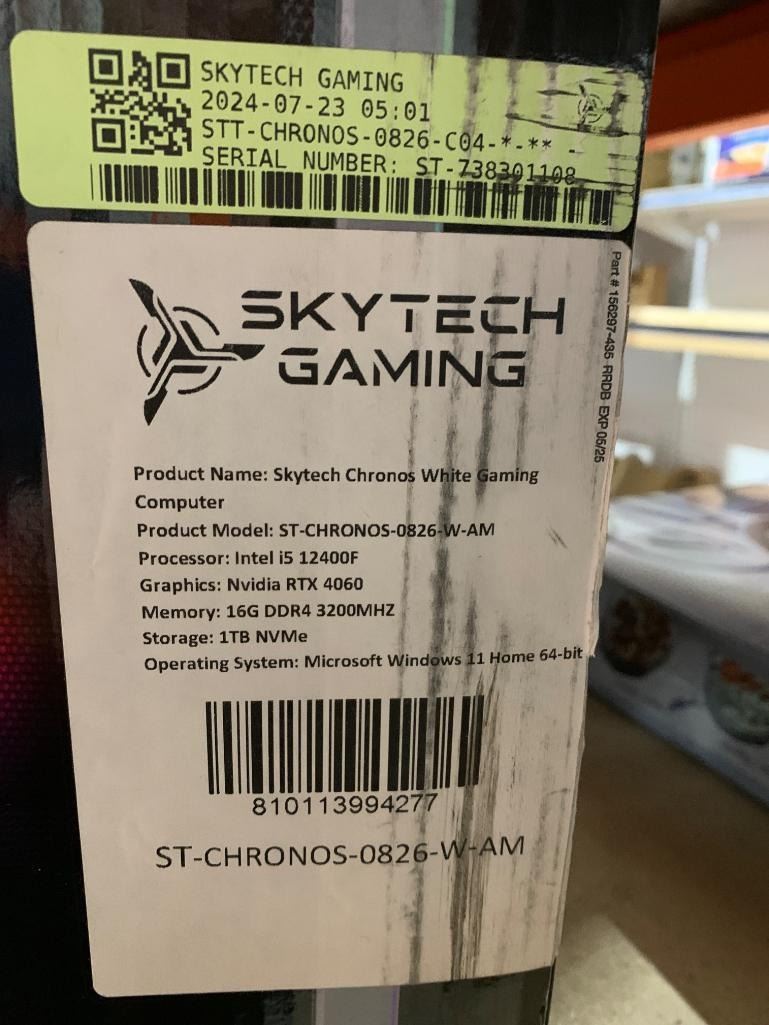 SKYTECH GAMING
2024-07-23 05:01
STT-CHRONOS-0826-C04-*-** -
SERIAL NUMBER: ST-738301108
SKYTECH
GAMING
Part # 156297-435 RRDB EXP 05/25
Product Name: Skytech Chronos White Gaming
Computer
Product Model: ST-CHRONOS-0826-W-AM
Processor: Intel i5 12400F
Graphics: Nvidia RTX 4060
Memory: 16G DDR4 3200MHZ
Storage: 1TB NVMe
Operating System: Microsoft Windows 11 Home 64-bit
810113994277
ST-CHRONOS-0826-W-AM